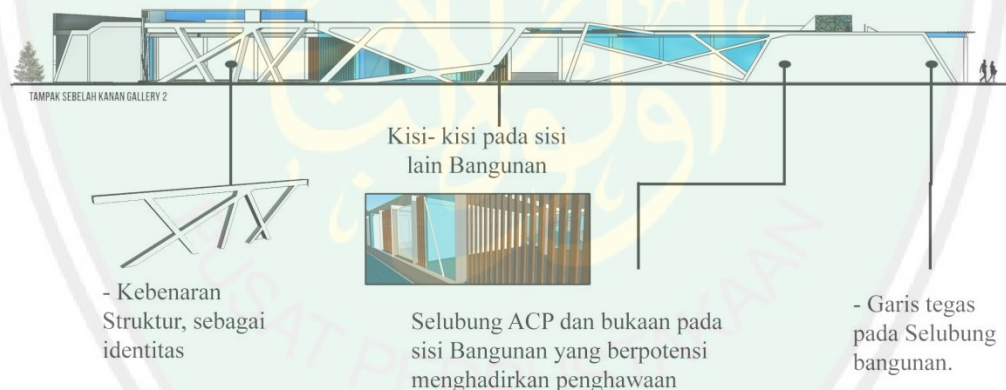 TAMPAK SEBELAH KANAN GALLERY 2
Kisi- kisi pada sisi
lain Bangunan
- Kebenaran
Struktur, sebagai
identitas
Selubung ACP dan bukaan pada
sisi Bangunan yang berpotensi
menghadirkan penghawaan
- Garis tegas
pada Selubung
bangunan.